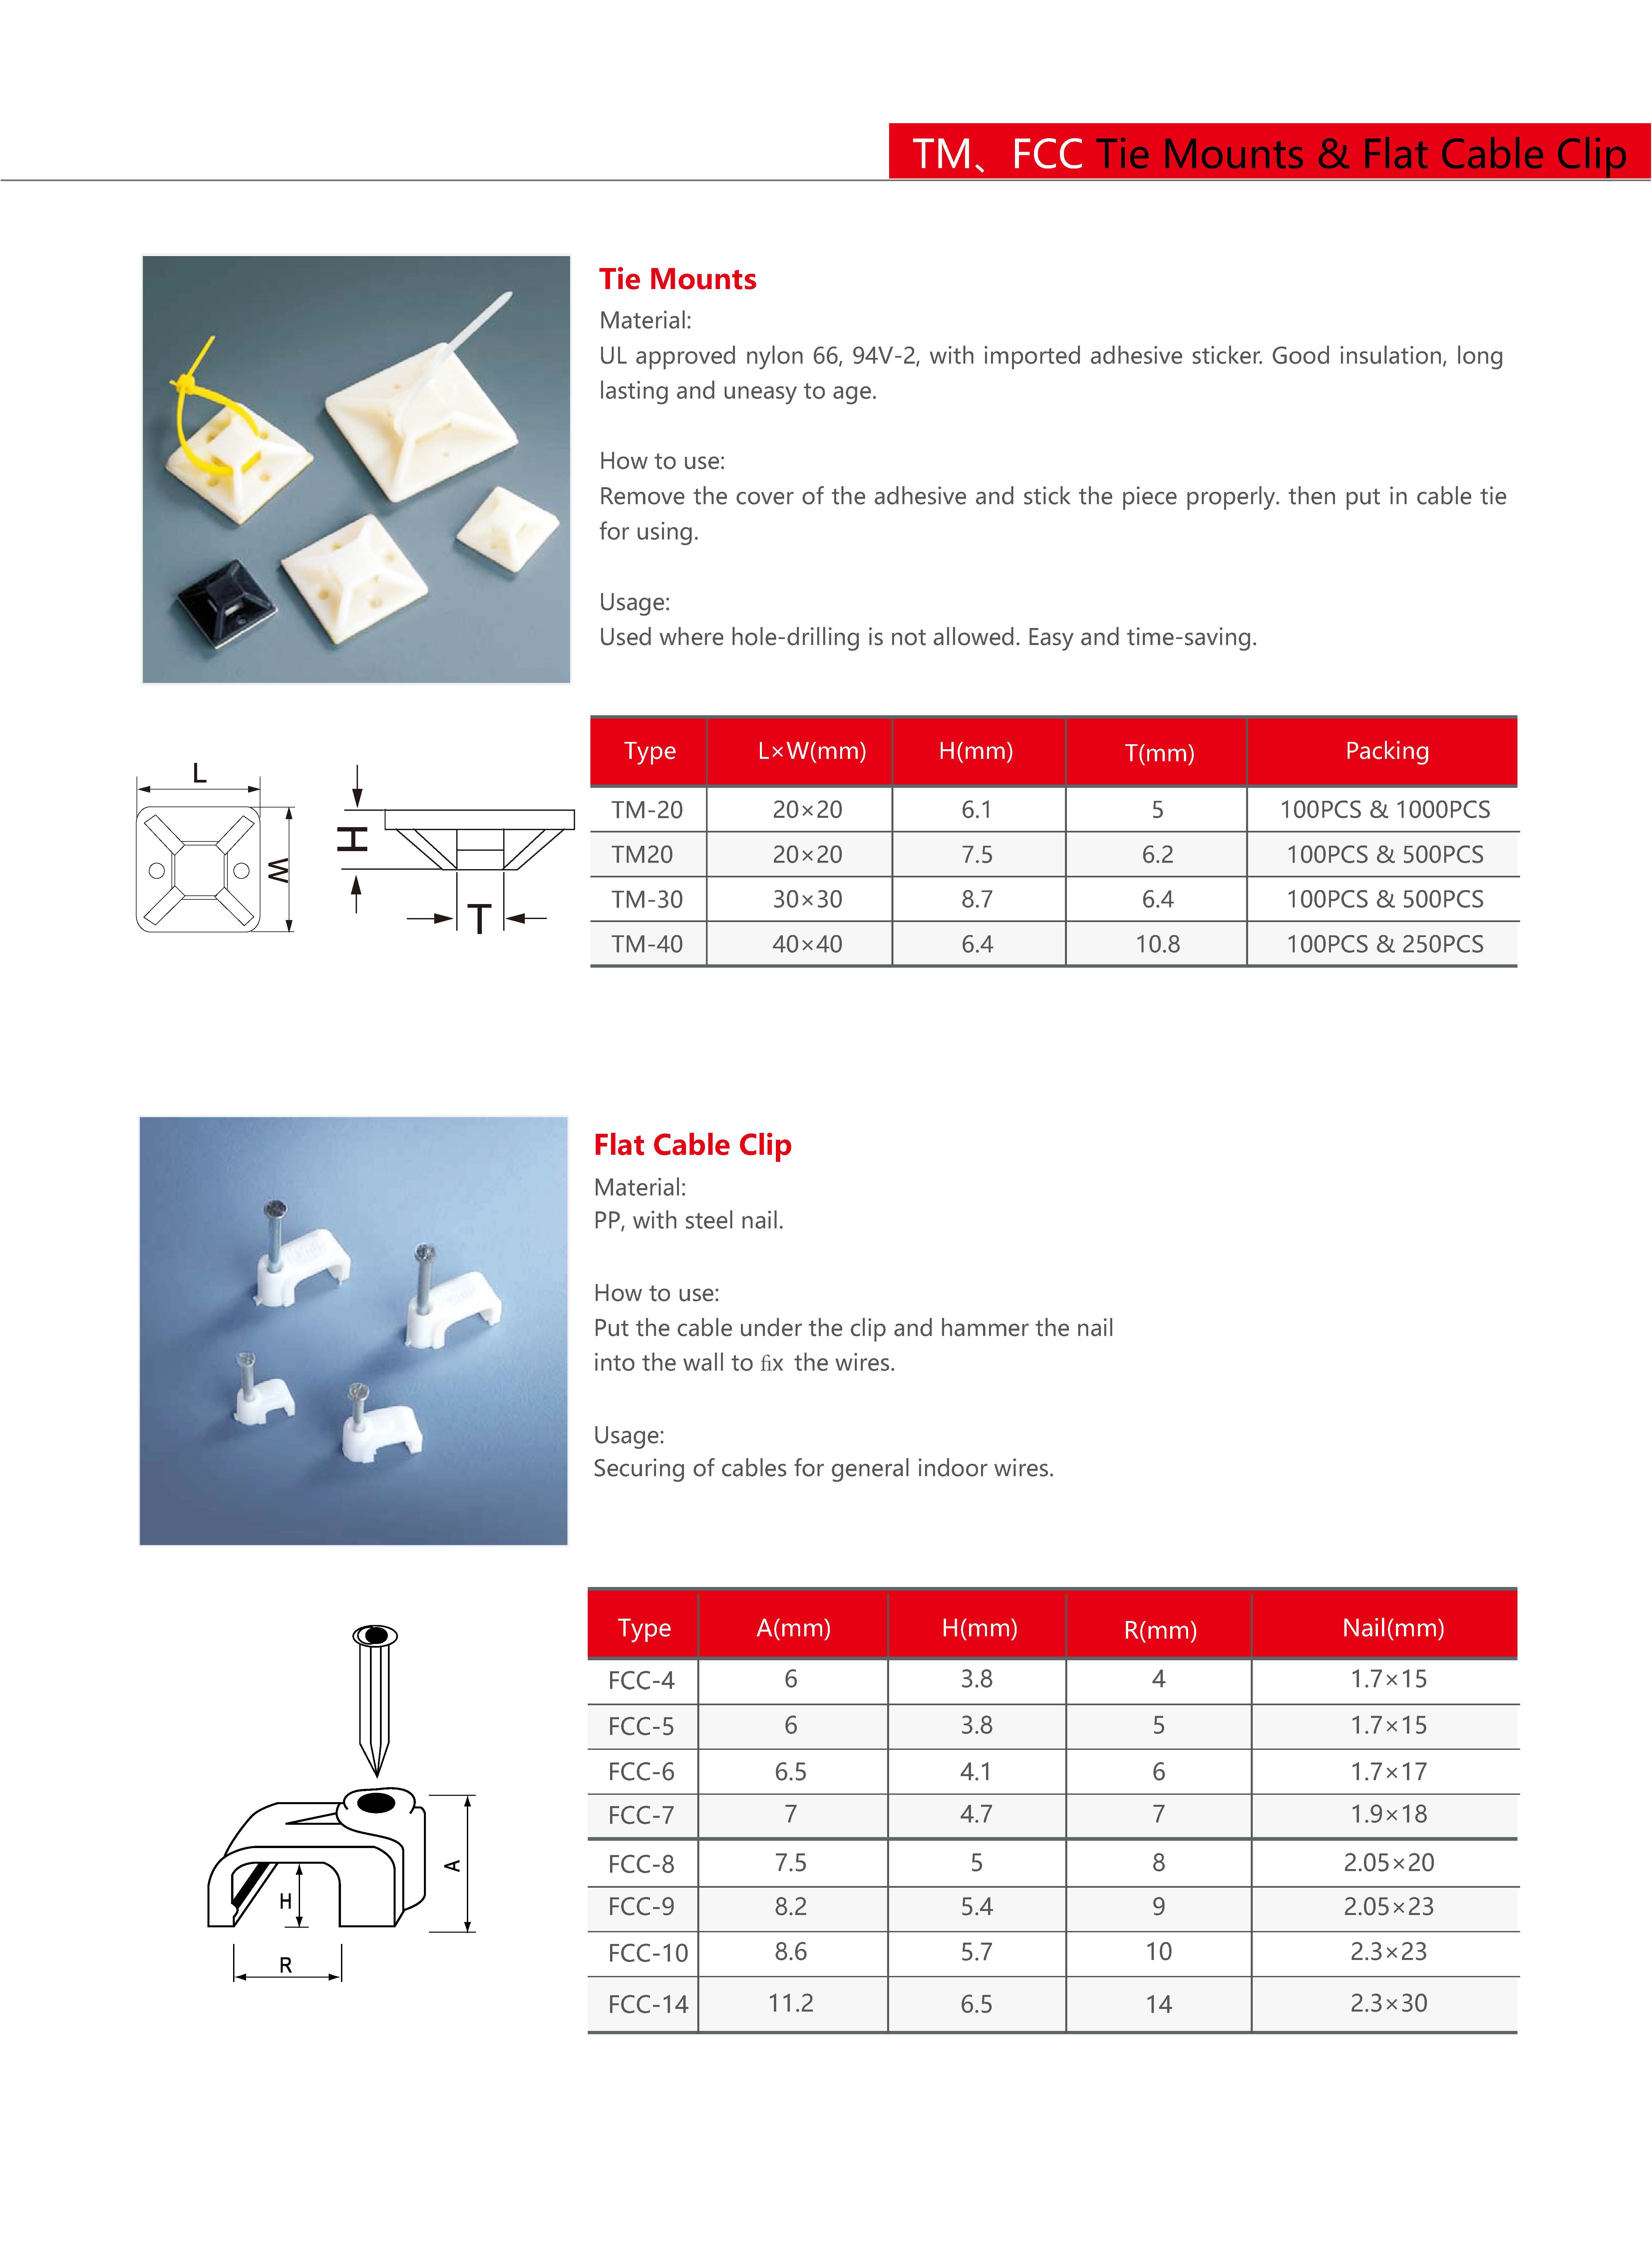 TM、FCC Tie Mounts & Flat Cable Clip
Tie Mounts
Material:
UL approved nylon 66, 94V-2, with imported adhesive sticker. Good insulation, long
lasting and uneasy to age.
How to use:
Remove the cover of the adhesive and stick the piece properly. then put in cable tie
for using.
Usage:
Used where hole-drilling is not allowed. Easy and time-saving.
L
W
H
T
Type L×W(mm) H(mm) T(mm) Packing
TM-20 20×20 6.1 5 100PCS & 1000PCS
TM20 20×20 7.5 6.2 100PCS & 500PCS
TM-30 30×30 8.7 6.4 100PCS & 500PCS
TM-40 40×40 6.4 10.8 100PCS & 250PCS
Flat Cable Clip
Material:
PP, with steel nail.
How to use:
Put the cable under the clip and hammer the nail
into the wall to fix the wires.
Usage:
Securing of cables for general indoor wires.
A
H
R
Type A(mm) H(mm) R(mm) Nail(mm)
FCC-4 6 3.8 4 1.7×15
FCC-5 6 3.8 5 1.7×15
FCC-6 6.5 4.1 6 1.7×17
FCC-7 7 4.7 7 1.9×18
FCC-8 7.5 5 8 2.05×20
FCC-9 8.2 5.4 9 2.05×23
FCC-10 8.6 5.7 10 2.3×23
FCC-14 11.2 6.5 14 2.3×30